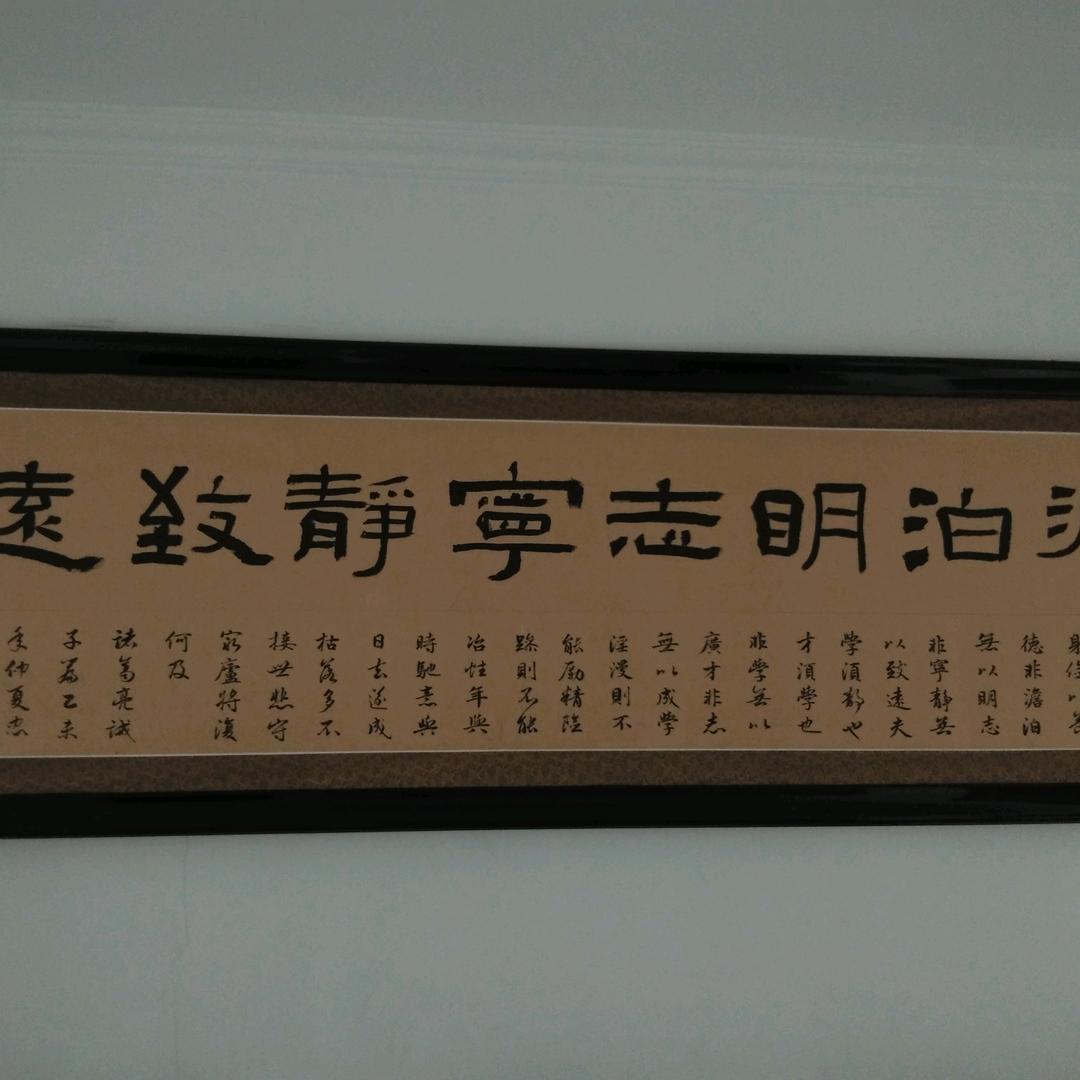 泊明志寧靜致遠
德非澹泊
無以明志
非寧靜無
以致遠夫
學須靜也
才須學也
非學無以
廣才非志
無以成學
淫漫則不
能勵精險
躁則不能
冶性年與
時馳意與
日去遂成
枯落多不
接世悲守
窮廬將復
何及
諸葛亮誡
子篇乙未
年仲夏忠